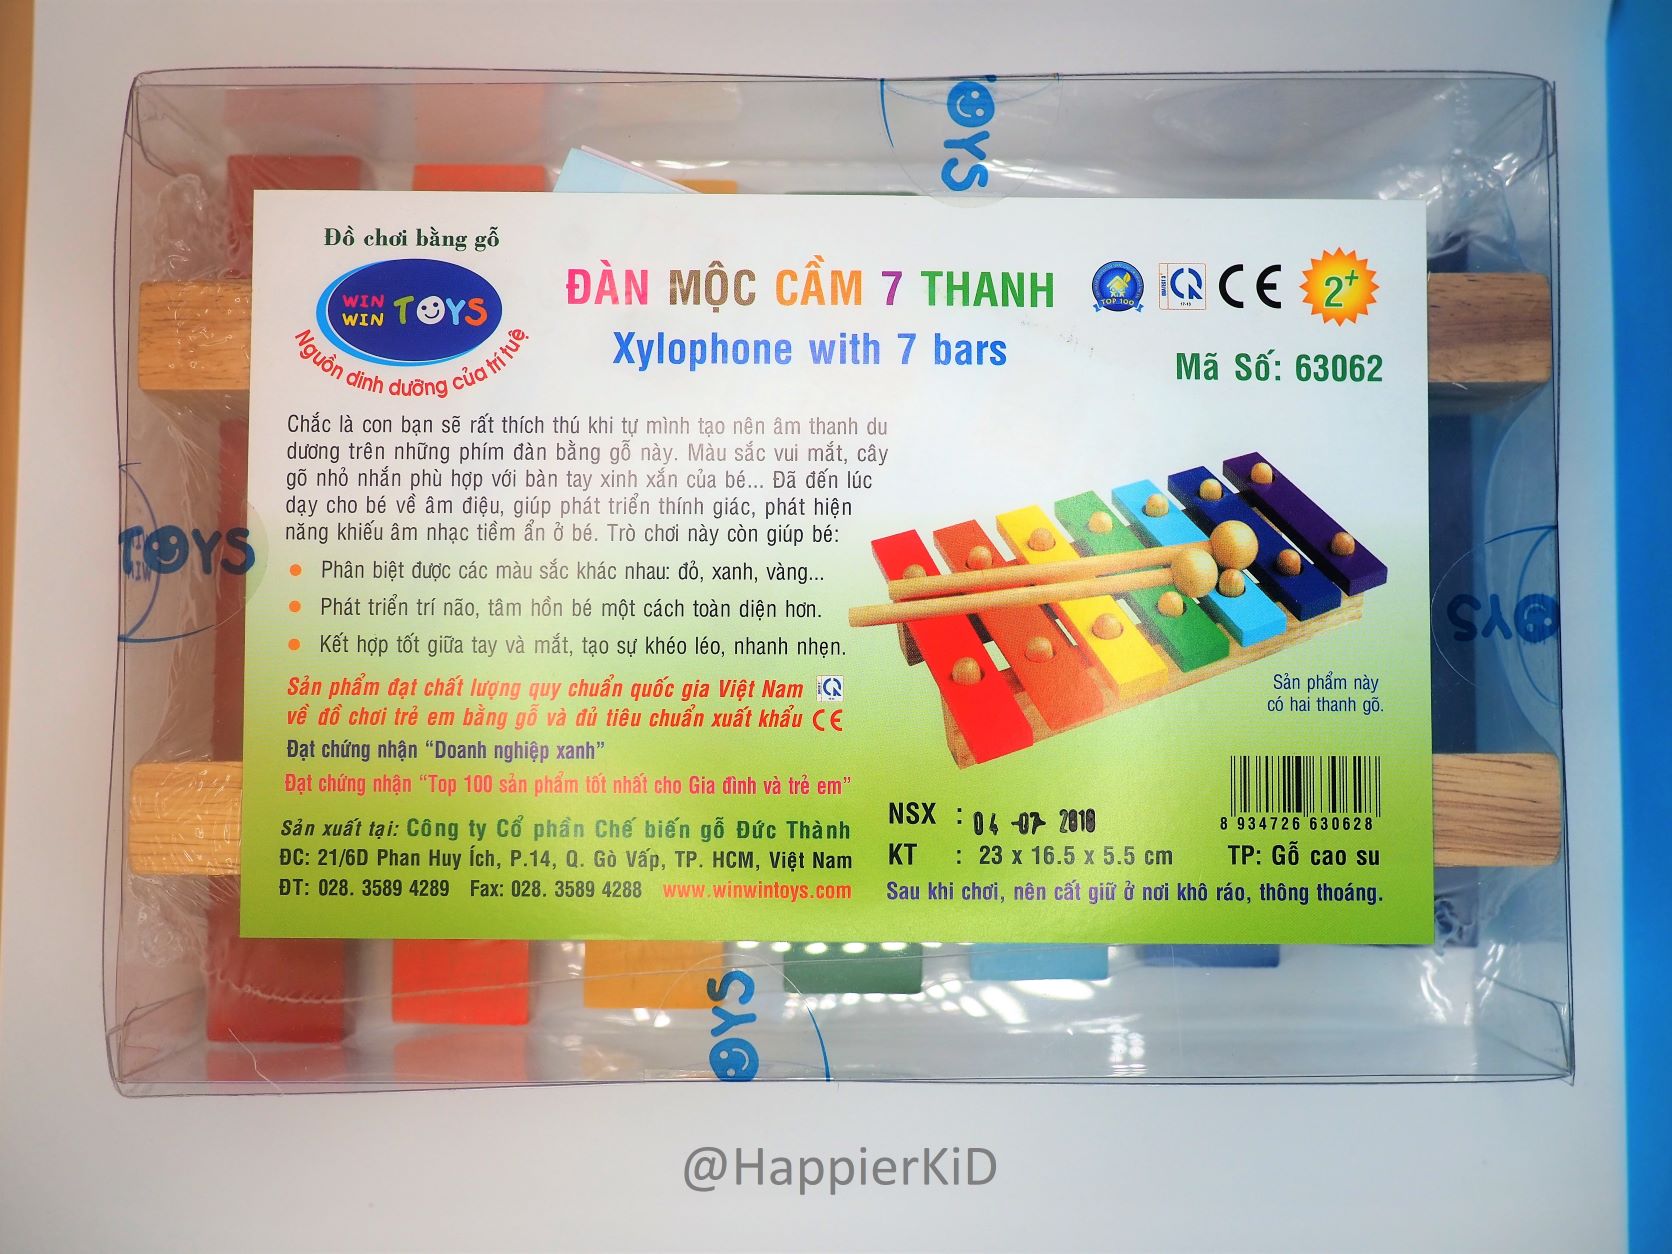 Đồ chơi bằng gỗ
WIN WIN TOYS
Nguồn dinh dưỡng của trí tuệ
ĐÀN MỘC CẦM 7 THANH
Xylophone with 7 bars
TOP 100
CR
CE
2+
Mã Số: 63062
Chắc là con bạn sẽ rất thích thú khi tự mình tạo nên âm thanh du
dương trên những phím đàn bằng gỗ này. Màu sắc vui mắt, cây
gõ nhỏ nhắn phù hợp với bàn tay xinh xắn của bé... Đã đến lúc
dạy cho bé về âm điệu, giúp phát triển thính giác, phát hiện
năng khiếu âm nhạc tiềm ẩn ở bé. Trò chơi này còn giúp bé:
Phân biệt được các màu sắc khác nhau: đỏ, xanh, vàng...
Phát triển trí não, tâm hồn bé một cách toàn diện hơn.
Kết hợp tốt giữa tay và mắt, tạo sự khéo léo, nhanh nhẹn.
Sản phẩm đạt chất lượng quy chuẩn quốc gia Việt Nam CR
về đồ chơi trẻ em bằng gỗ và đủ tiêu chuẩn xuất khẩu CE
Đạt chứng nhận “Doanh nghiệp xanh”
Đạt chứng nhận “Top 100 sản phẩm tốt nhất cho Gia đình và trẻ em”
Sản xuất tại: Công ty Cổ phần Chế biến gỗ Đức Thành
ĐC: 21/6D Phan Huy Ích, P.14, Q. Gò Vấp, TP. HCM, Việt Nam
ĐT: 028. 3589 4289 Fax: 028. 3589 4288 www.winwintoys.com
Sản phẩm này
có hai thanh gõ.
NSX : 04 -07- 2018
8 934726 630628
KT : 23 x 16.5 x 5.5 cm TP: Gỗ cao su
Sau khi chơi, nên cất giữ ở nơi khô ráo, thông thoáng.
TOYS
TOYS
OYS
OYS
@HappierKiD